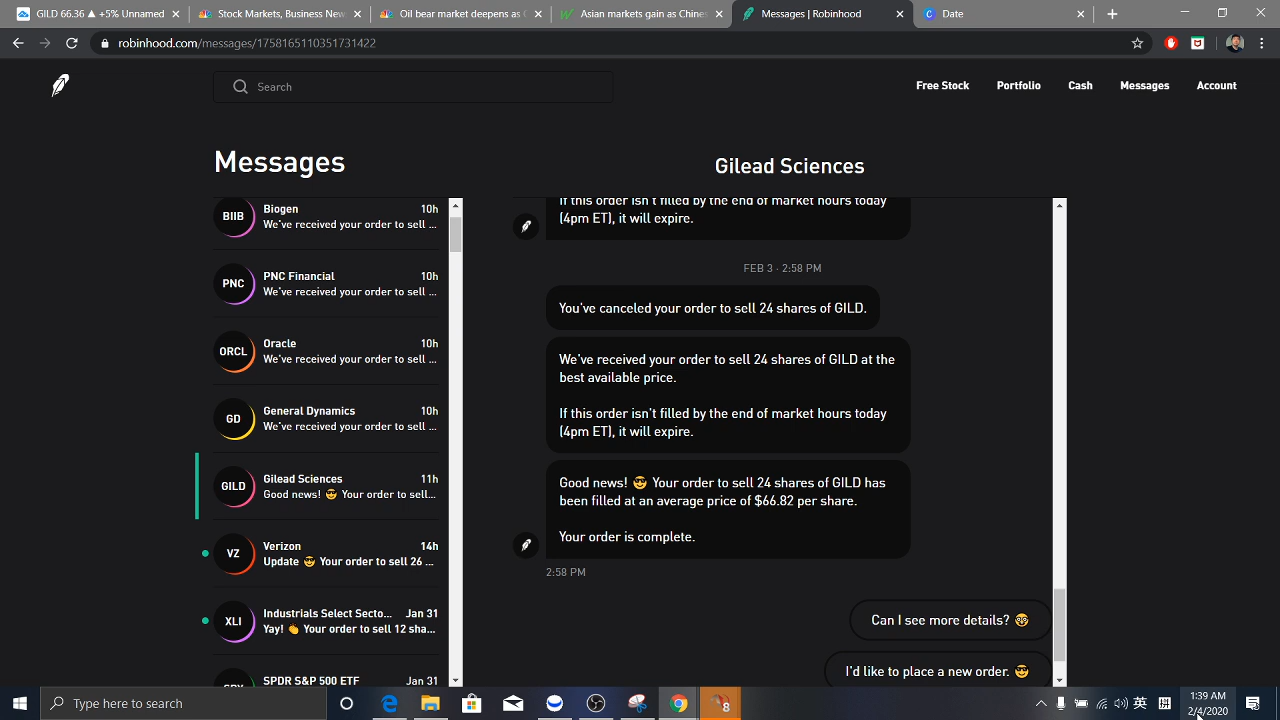 GILD 66.36 ▲ +5% Unnamed
Stock Markets, Business New
Oil bear market deepens as
Asian markets gain as Chines
Messages | Robinhood
Date
robinhood.com/messages/1758165110351731422
Search
Free Stock
Portfolio
Cash
Messages
Account
Messages
BIIB
Biogen
10h
We've received your order to sell ...
PNC
PNC Financial
10h
We've received your order to sell ...
ORCL
Oracle
10h
We've received your order to sell ...
GD
General Dynamics
10h
We've received your order to sell ...
GILD
Gilead Sciences
11h
Good news! 😎 Your order to sell...
VZ
Verizon
14h
Update 😎 Your order to sell 26 ...
XLI
Industrials Select Secto...
Jan 31
Yay! 👏 Your order to sell 12 sha...
SPDR S&P 500 ETF
Jan 31
Gilead Sciences
If this order isn't filled by the end of market hours today
(4pm ET), it will expire.
FEB 3 · 2:58 PM
You've canceled your order to sell 24 shares of GILD.
We've received your order to sell 24 shares of GILD at the
best available price.
If this order isn't filled by the end of market hours today
(4pm ET), it will expire.
Good news! 😎 Your order to sell 24 shares of GILD has
been filled at an average price of $66.82 per share.
Your order is complete.
2:58 PM
Can I see more details? 🤓
I'd like to place a new order. 😎
Type here to search
8
英
拼
1:39 AM
2/4/2020